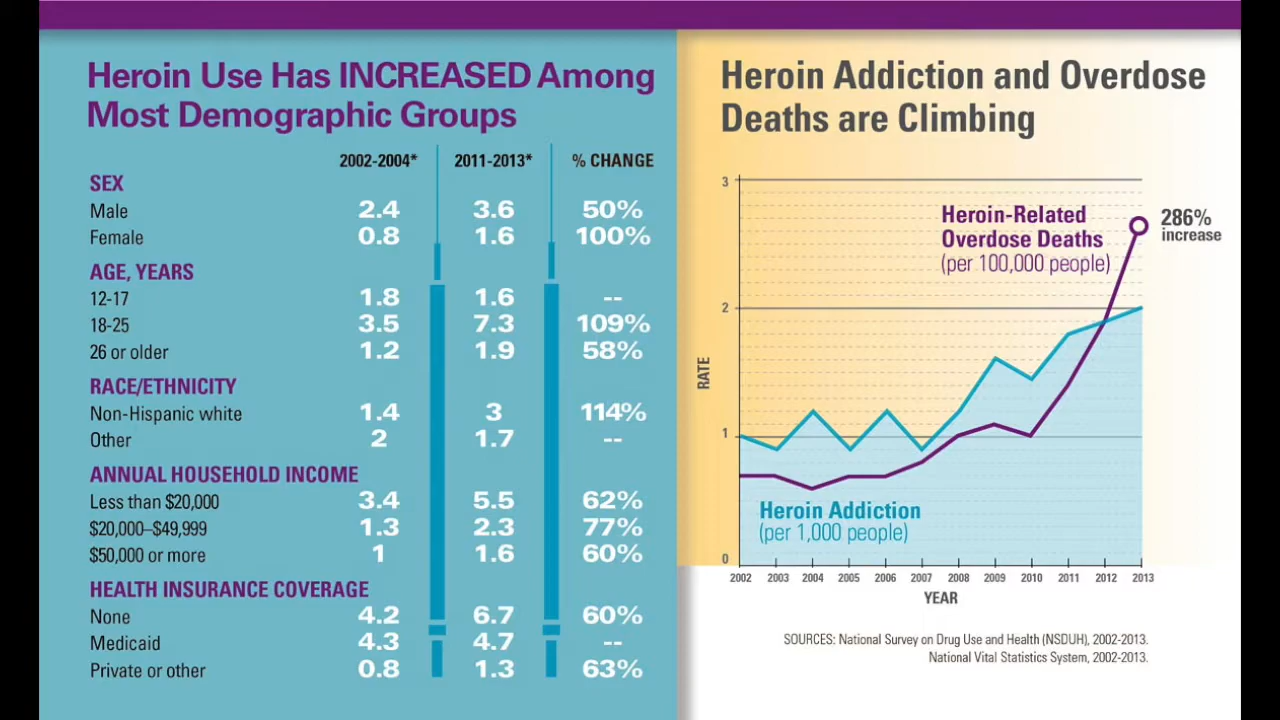 Heroin Use Has INCREASED Among
Most Demographic Groups
2002-2004* 2011-2013* % CHANGE
SEX
Male 2.4 3.6 50%
Female 0.8 1.6 100%
AGE, YEARS
12-17 1.8 1.6 --
18-25 3.5 7.3 109%
26 or older 1.2 1.9 58%
RACE/ETHNICITY
Non-Hispanic white 1.4 3 114%
Other 2 1.7 --
ANNUAL HOUSEHOLD INCOME
Less than $20,000 3.4 5.5 62%
$20,000–$49,999 1.3 2.3 77%
$50,000 or more 1 1.6 60%
HEALTH INSURANCE COVERAGE
None 4.2 6.7 60%
Medicaid 4.3 4.7 --
Private or other 0.8 1.3 63%
Heroin Addiction and Overdose
Deaths are Climbing
3
Heroin-Related
Overdose Deaths
(per 100,000 people)
286%
increase
2
RATE
1
Heroin Addiction
(per 1,000 people)
0
2002 2003 2004 2005 2006 2007 2008 2009 2010 2011 2012 2013
YEAR
SOURCES: National Survey on Drug Use and Health (NSDUH), 2002-2013.
National Vital Statistics System, 2002-2013.